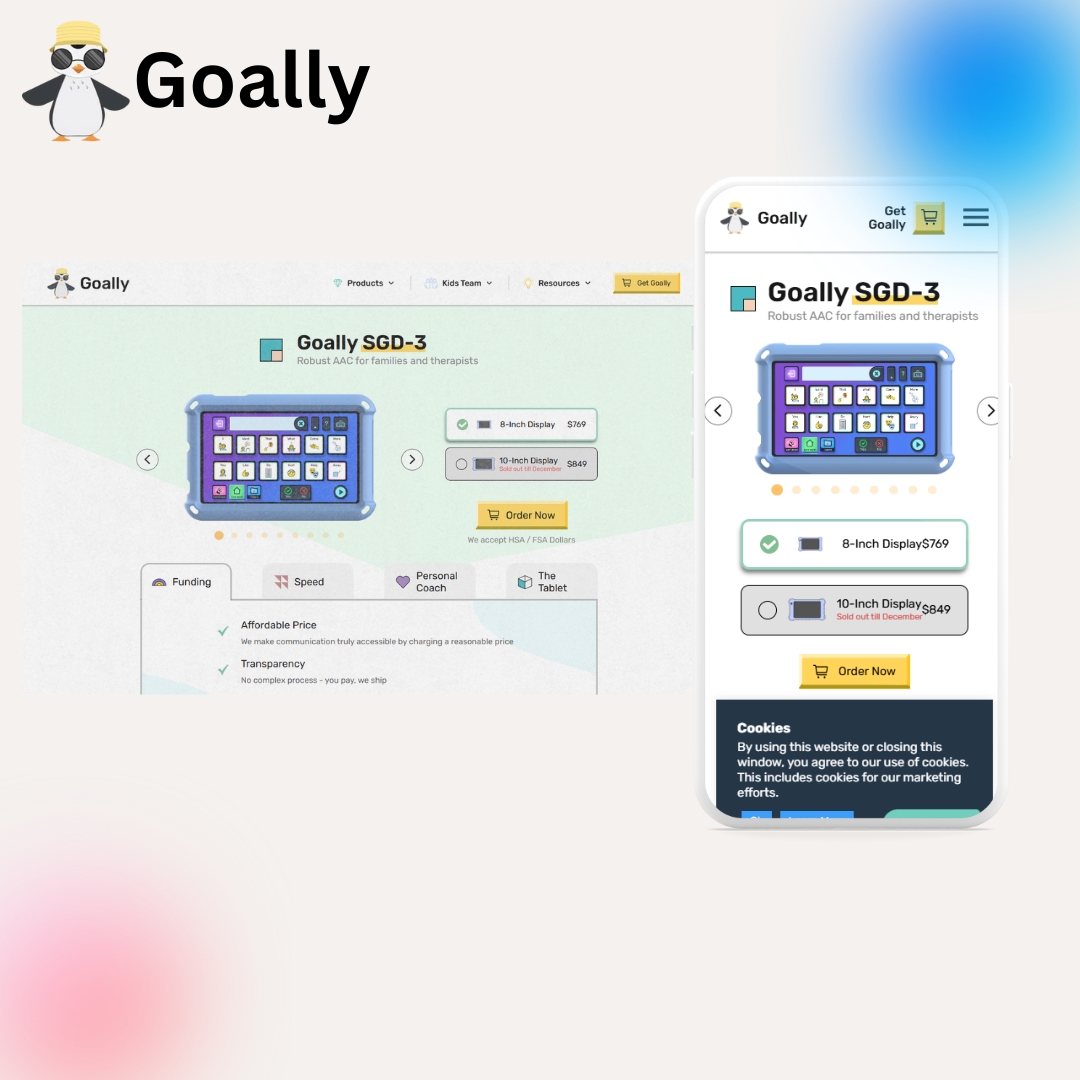 Goally
Goally
Products
Kids Team
Resources
Get Goally
Goally SGD-3
Robust AAC for families and therapists
8-Inch Display $769
10-Inch Display $849
Sold out till December
Order Now
We accept HSA / FSA Dollars
Funding
Speed
Personal
Coach
The
Tablet
Affordable Price
We make communication truly accessible by charging a reasonable price
Transparency
No complex process - you pay, we ship
Goally
Get
Goally
Goally SGD-3
Robust AAC for families and therapists
8-Inch Display$769
10-Inch Display $849
Sold out till December
Order Now
Cookies
By using this website or closing this
window, you agree to our use of cookies.
This includes cookies for our marketing
efforts.